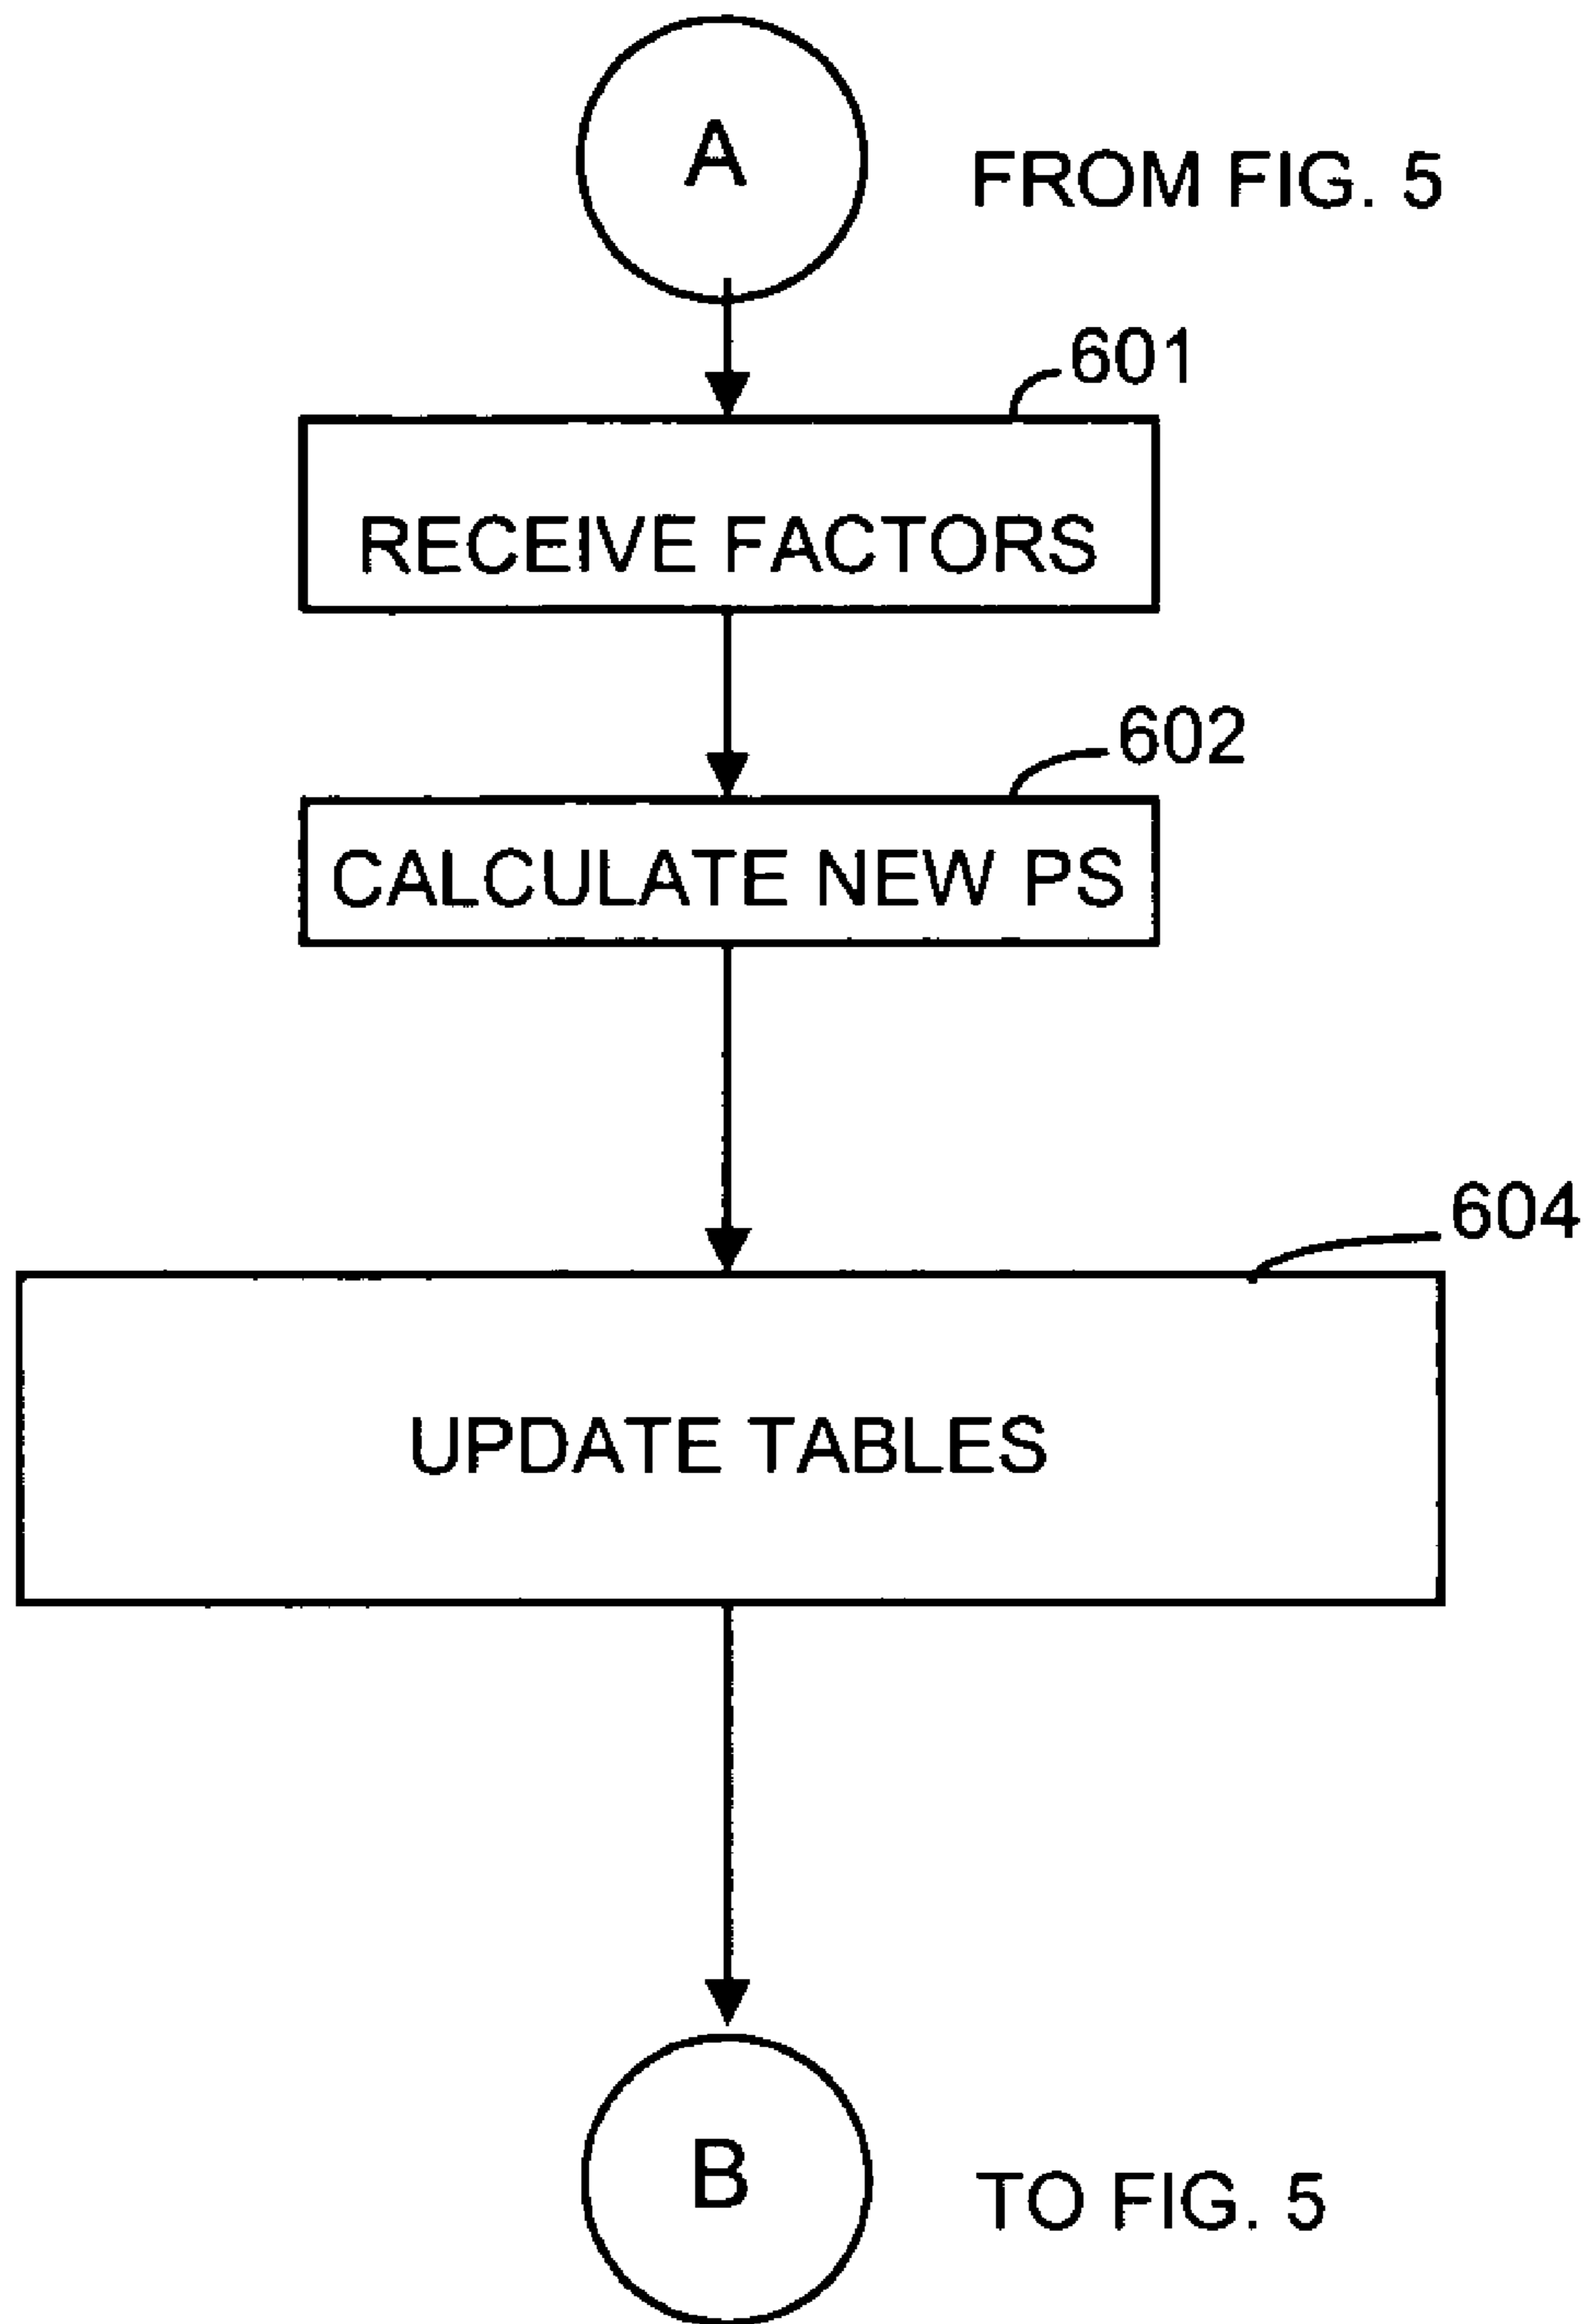 A
FROM FIG. 5
601
RECEIVE FACTORS
602
CALCULATE NEW PS
604
UPDATE TABLES
B
TO FIG. 5